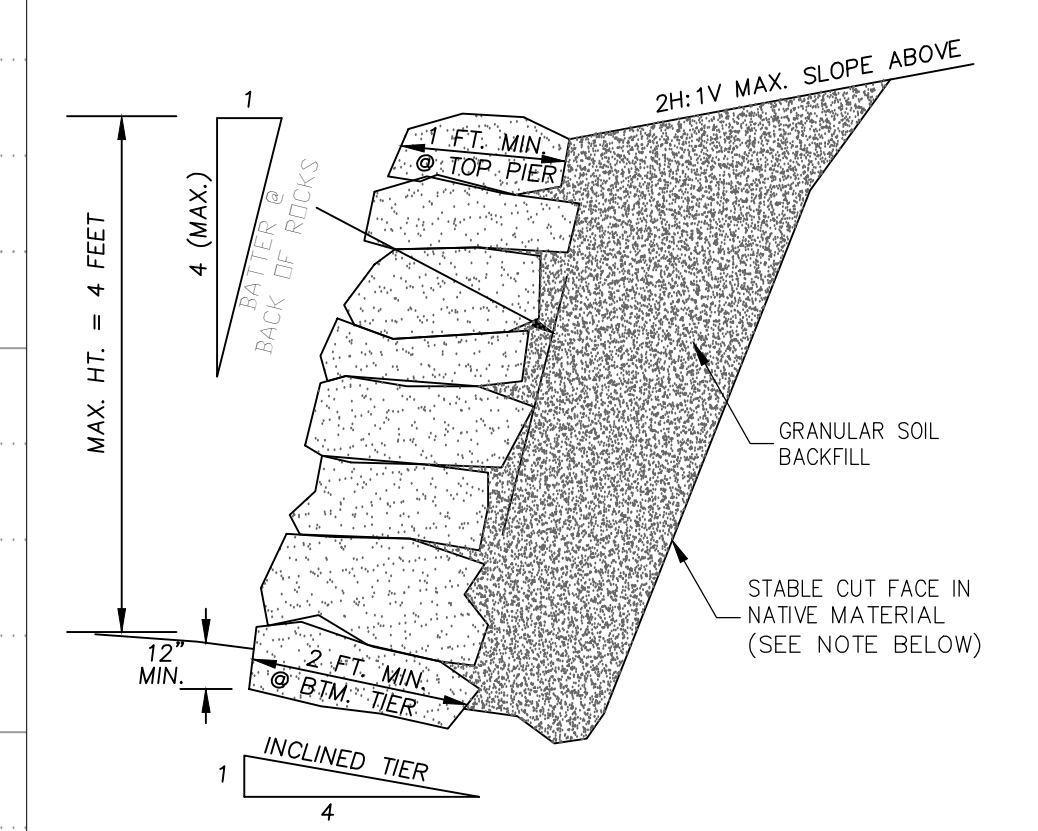 2H:1V MAX. SLOPE ABOVE
1
4 (MAX.)
BATTER @
BACK OF ROCKS
1 FT. MIN.
@ TOP PIER
MAX. HT. = 4 FEET
GRANULAR SOIL
BACKFILL
STABLE CUT FACE IN
NATIVE MATERIAL
(SEE NOTE BELOW)
12"
MIN.
2 FT. MIN.
@ BTM. TIER
INCLINED TIER
1
4